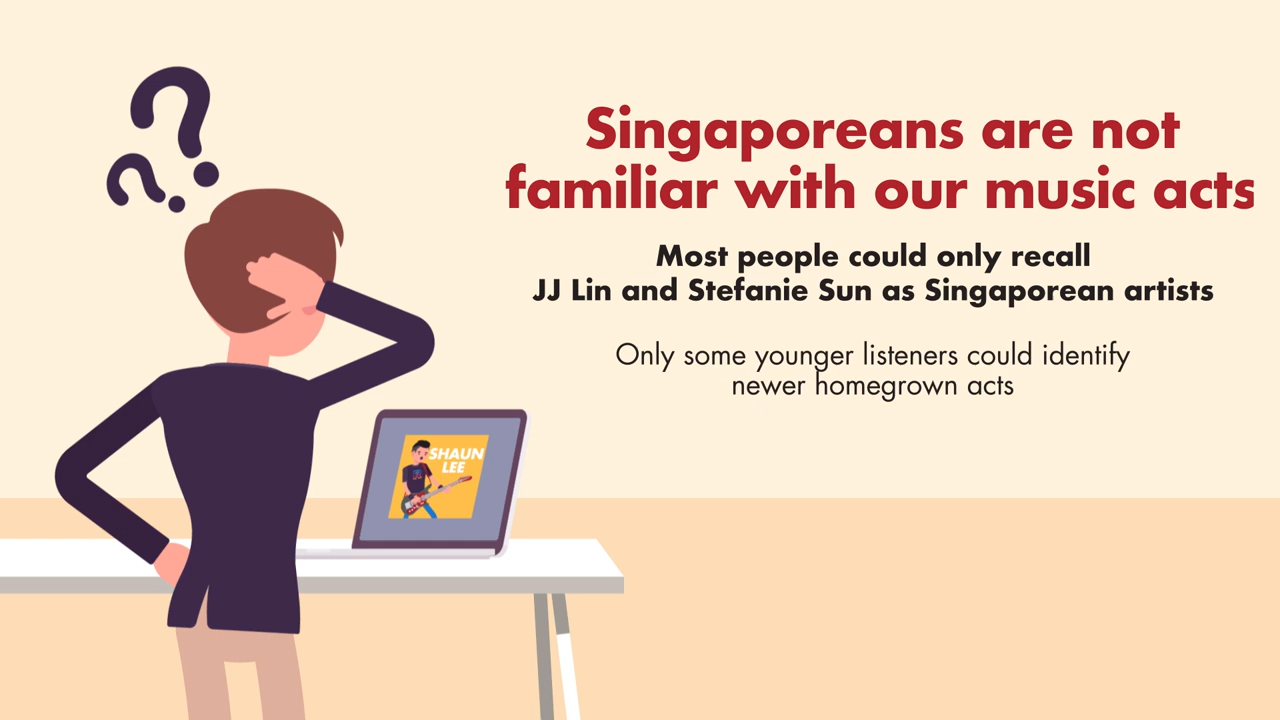 Singaporeans are not
familiar with our music acts
Most people could only recall
JJ Lin and Stefanie Sun as Singaporean artists
Only some younger listeners could identify
newer homegrown acts
SHAUN
LEE